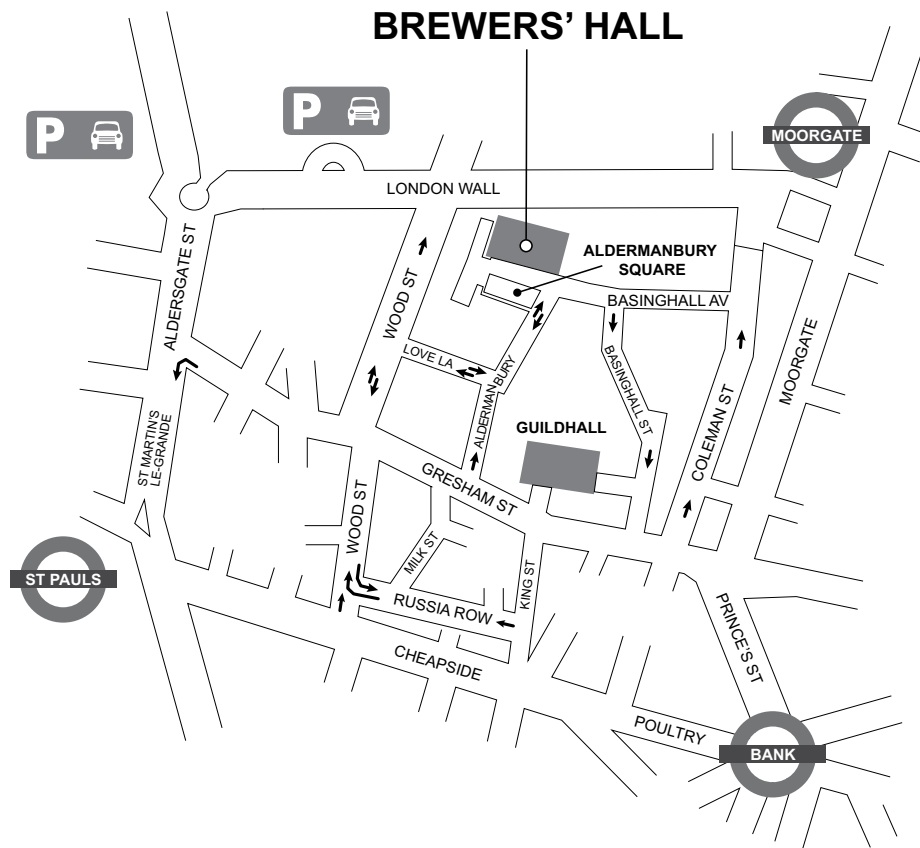 BREWERS' HALL
P
P
MOORGATE
LONDON WALL
ALDERMANBURY
SQUARE
ALDERSGATE ST
WOOD ST
BASINGHALL AV
LOVE LA
ALDERMANBURY
BASINGHALL ST
MOORGATE
COLEMAN ST
GUILDHALL
ST MARTIN'S
LE-GRANDE
GRESHAM ST
WOOD ST
MILK ST
KING ST
ST PAULS
RUSSIA ROW
PRINCE'S ST
CHEAPSIDE
POULTRY
BANK